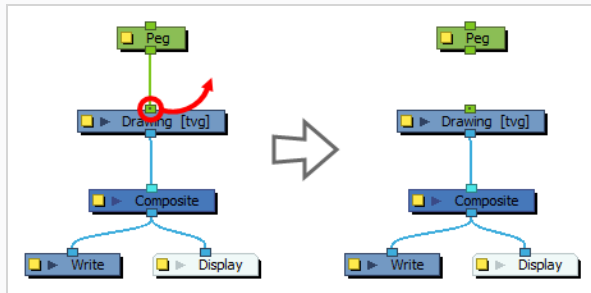 Peg
Peg
Drawing [tvg]
Drawing [tvg]
Composite
Composite
Write
Display
Write
Display